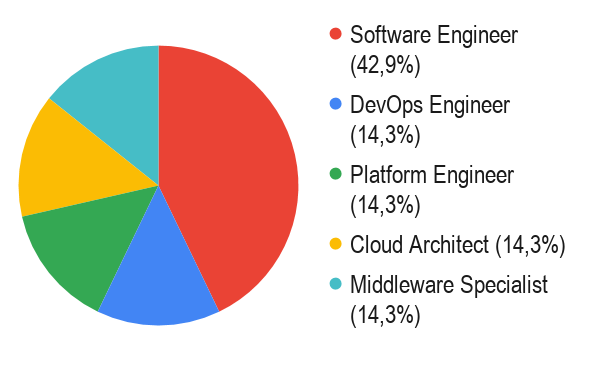 Software Engineer
(42,9%)
DevOps Engineer
(14,3%)
Platform Engineer
(14,3%)
Cloud Architect (14,3%)
Middleware Specialist
(14,3%)